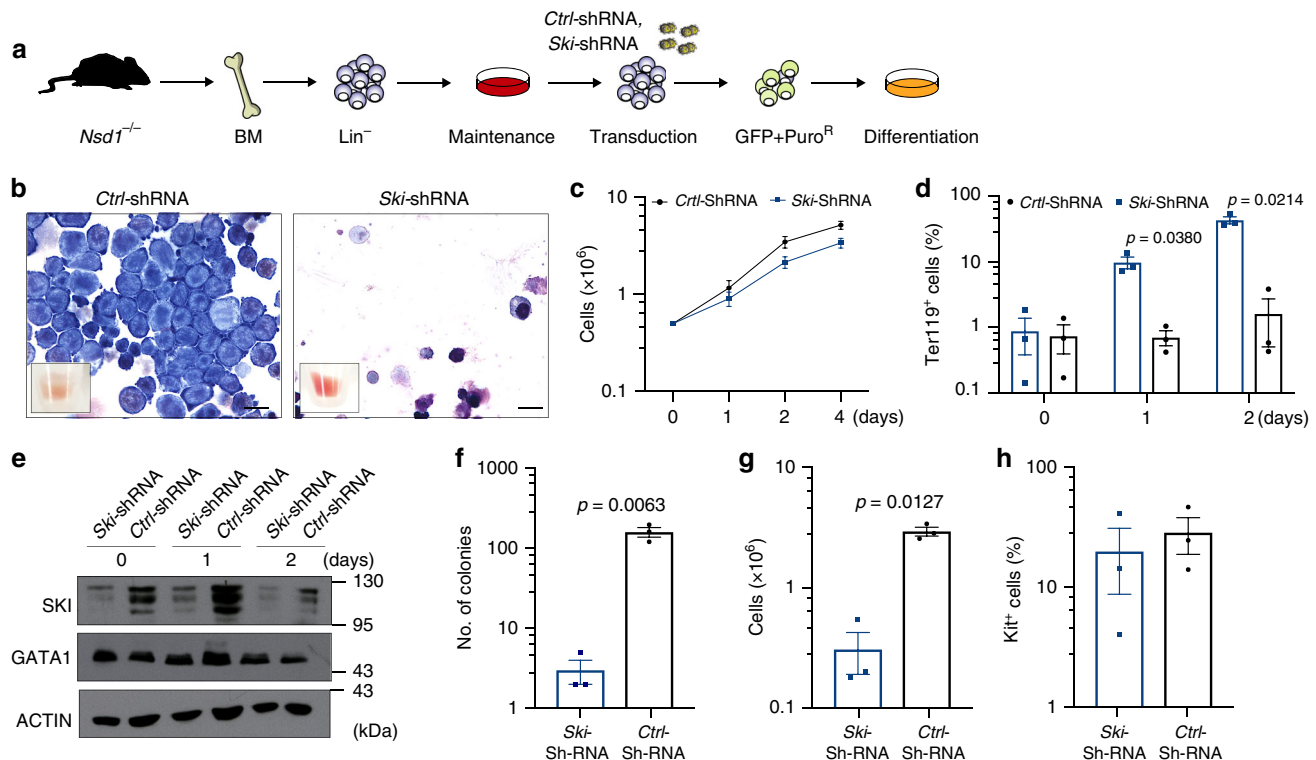 a
Ctrl-shRNA,
Ski-shRNA
Nsd1–/–
BM
Lin–
Maintenance
Transduction
GFP+PuroR
Differentiation
b
Ctrl-shRNA
Ski-shRNA
c
10
1
0.1
Cells (×10⁶)
Crtl-ShRNA
Ski-ShRNA
0 1 2 4 (days)
d
100
10
1
0.1
Ter119⁺ cells (%)
Crtl-ShRNA
Ski-ShRNA
p = 0.0214
p = 0.0380
0 1 2 (days)
e
Ski-shRNA
Ctrl-shRNA
Ski-shRNA
Ctrl-shRNA
Ski-shRNA
Ctrl-shRNA
0 1 2 (days)
SKI
130
95
GATA1
43
ACTIN
43
(kDa)
f
1000
100
10
1
No. of colonies
p = 0.0063
Ski-
Sh-RNA
Ctrl-
Sh-RNA
g
10
1
0.1
Cells (×10⁶)
p = 0.0127
Ski-
Sh-RNA
Ctrl-
Sh-RNA
h
100
10
1
Kit⁺ cells (%)
Ski-
Sh-RNA
Ctrl-
Sh-RNA